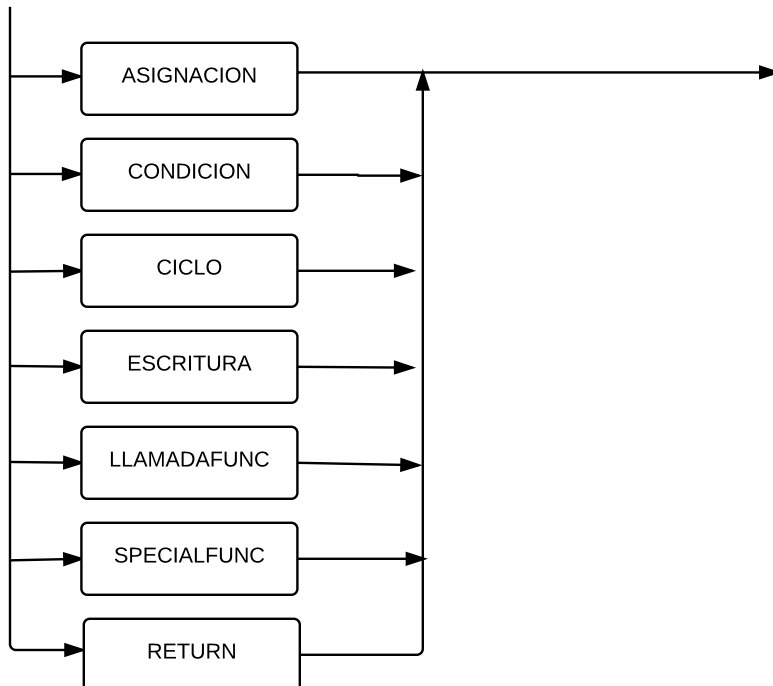 ASIGNACION
CONDICION
CICLO
ESCRITURA
LLAMADAFUNC
SPECIALFUNC
RETURN